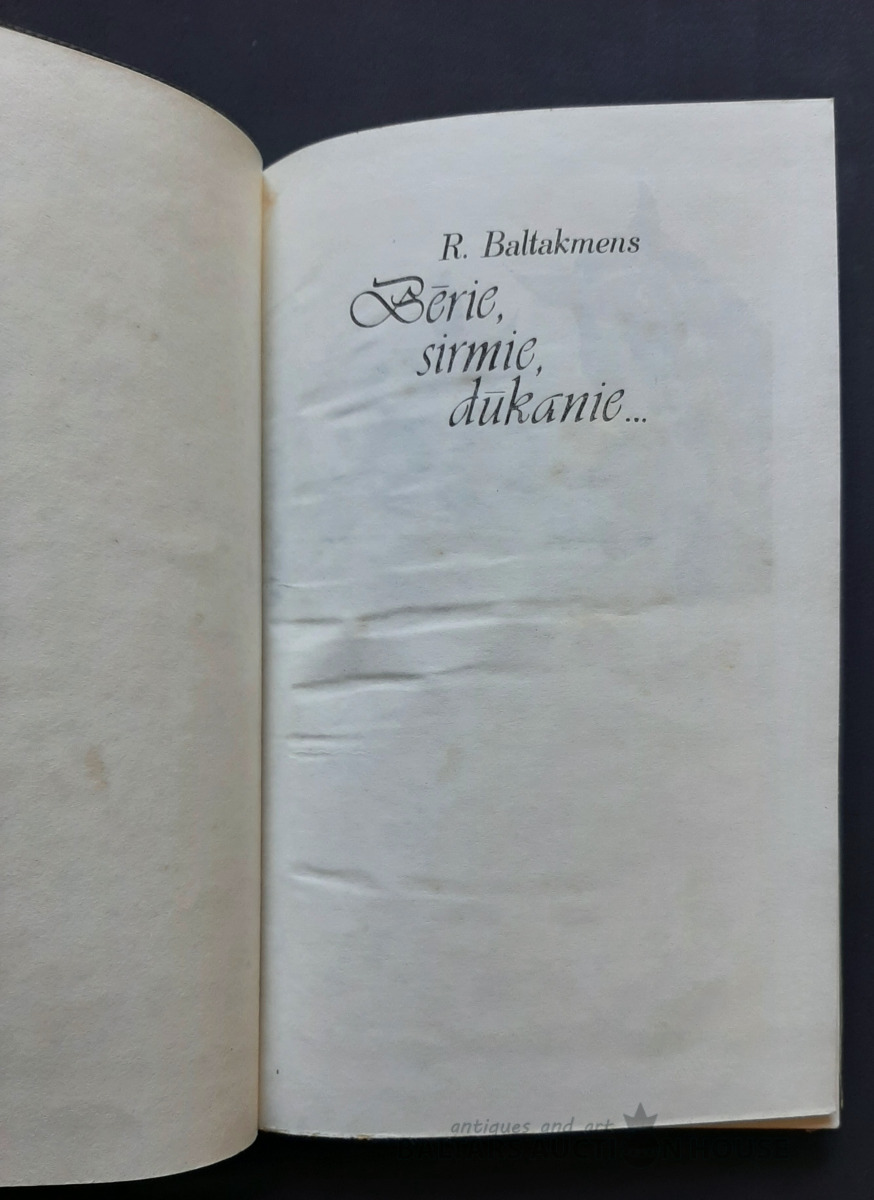 R. Baltakmens
Bērie,
sirmie,
dūkanie...
antiques and art